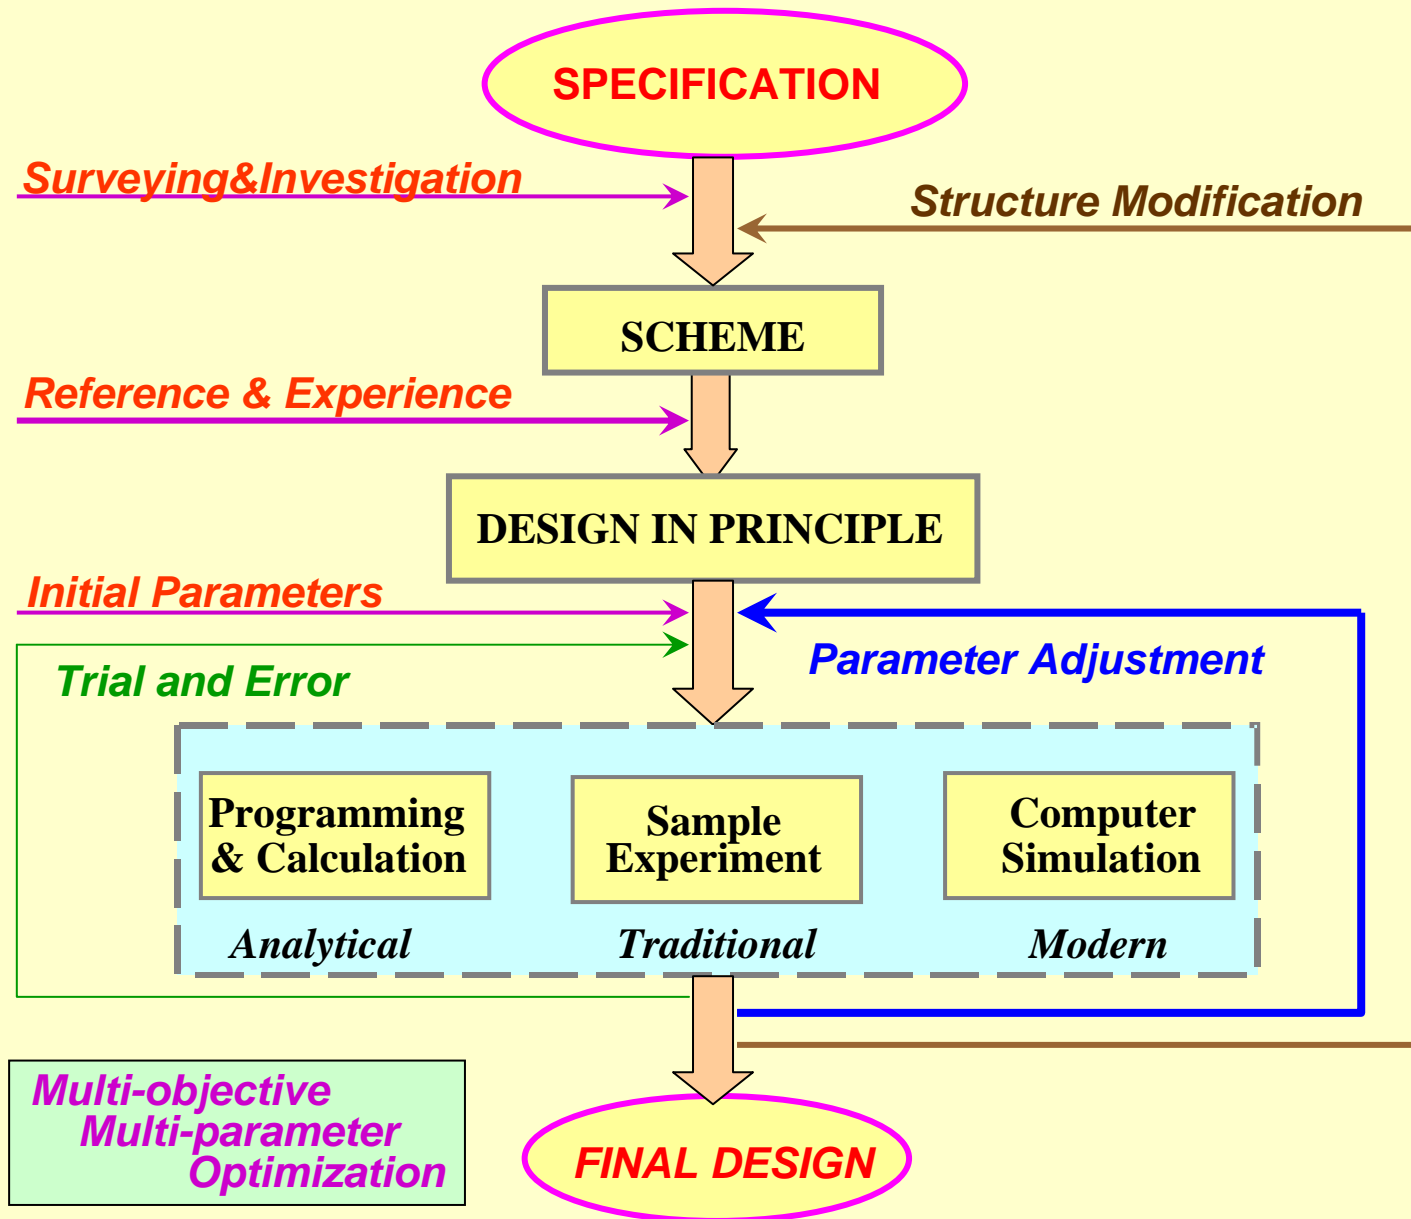 SPECIFICATION
Surveying&Investigation
Structure Modification
SCHEME
Reference & Experience
DESIGN IN PRINCIPLE
Initial Parameters
Trial and Error
Parameter Adjustment
Programming
& Calculation
Sample
Experiment
Computer
Simulation
Analytical
Traditional
Modern
Multi-objective
Multi-parameter
Optimization
FINAL DESIGN